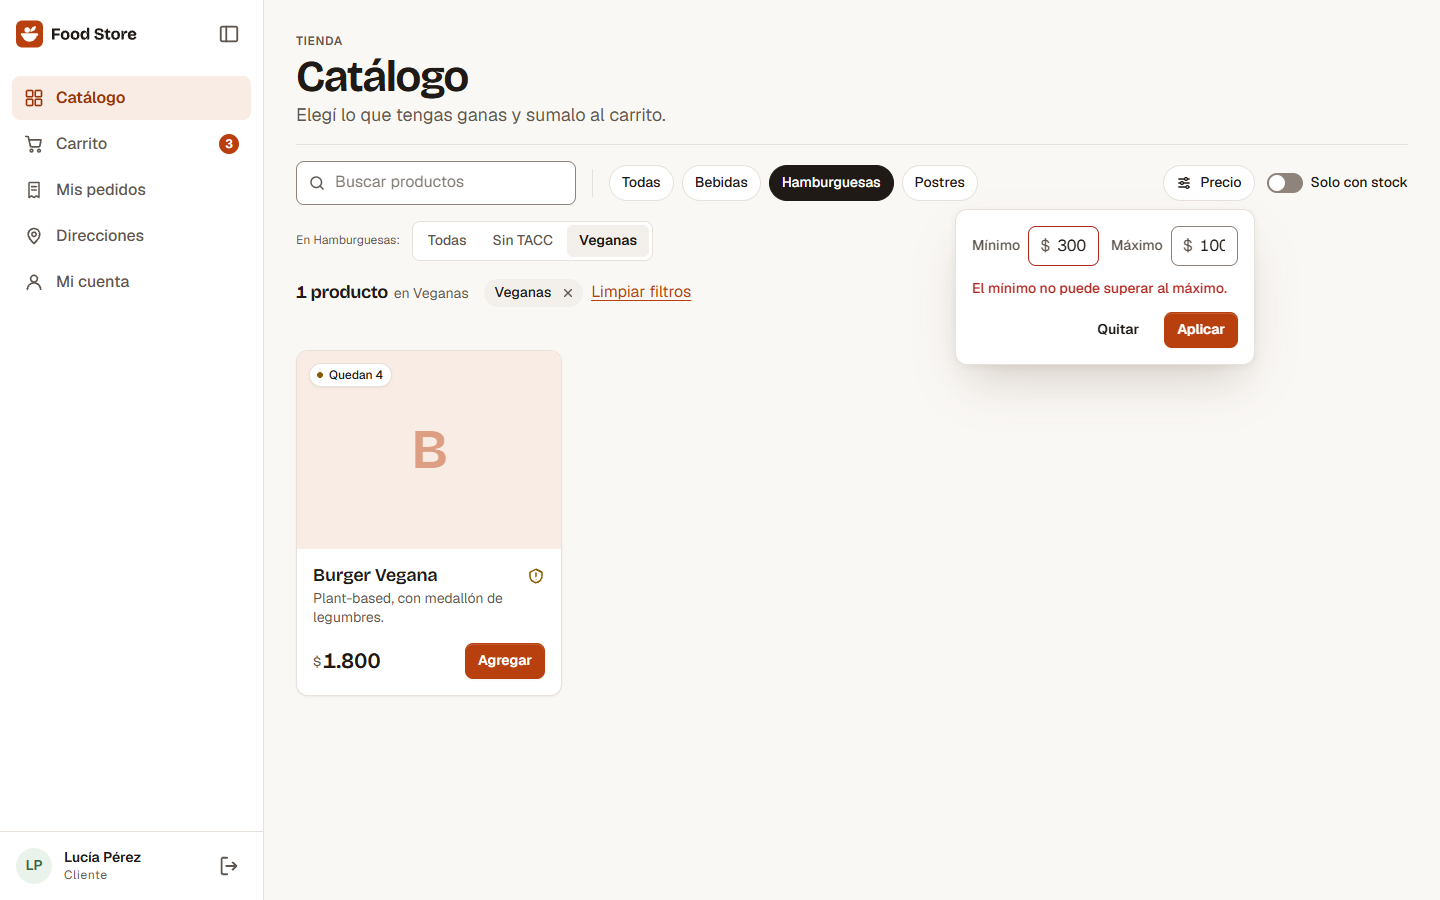 Food Store
Catálogo
Carrito
3
Mis pedidos
Direcciones
Mi cuenta
LP
Lucía Pérez
Cliente
TIENDA
Catálogo
Elegí lo que tengas ganas y sumalo al carrito.
Buscar productos
Todas
Bebidas
Hamburguesas
Postres
Precio
Solo con stock
En Hamburguesas:
Todas
Sin TACC
Veganas
Mínimo
$ 300
Máximo
$ 100
El mínimo no puede superar al máximo.
Quitar
Aplicar
1 producto en Veganas
Veganas
Limpiar filtros
Quedan 4
B
Burger Vegana
Plant-based, con medallón de
legumbres.
$1.800
Agregar